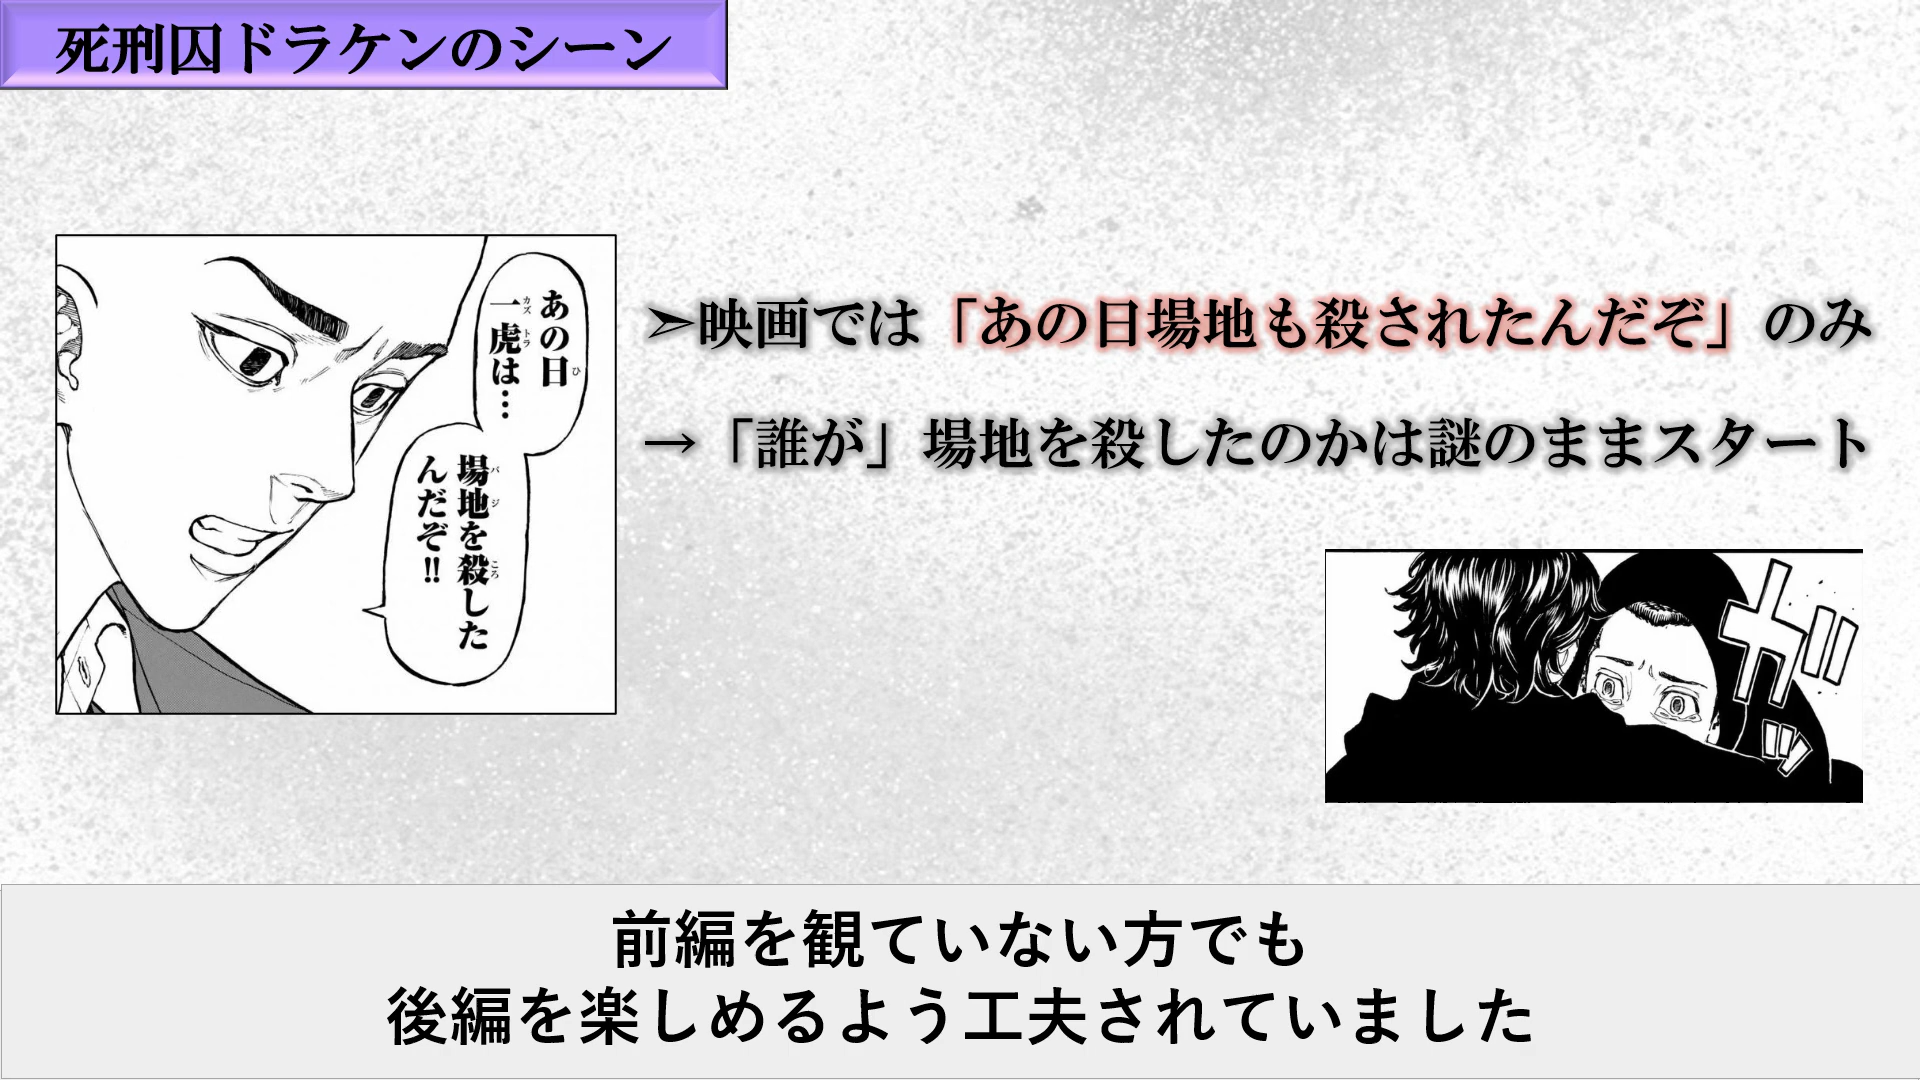 死刑囚ドラケンのシーン
あの日
一虎は…
場地を殺した
んだぞ!!
➣映画では「あの日場地も殺されたんだぞ」のみ
→「誰が」場地を殺したのかは謎のままスタート
ガッ
前編を観ていない方でも
後編を楽しめるよう工夫されていました